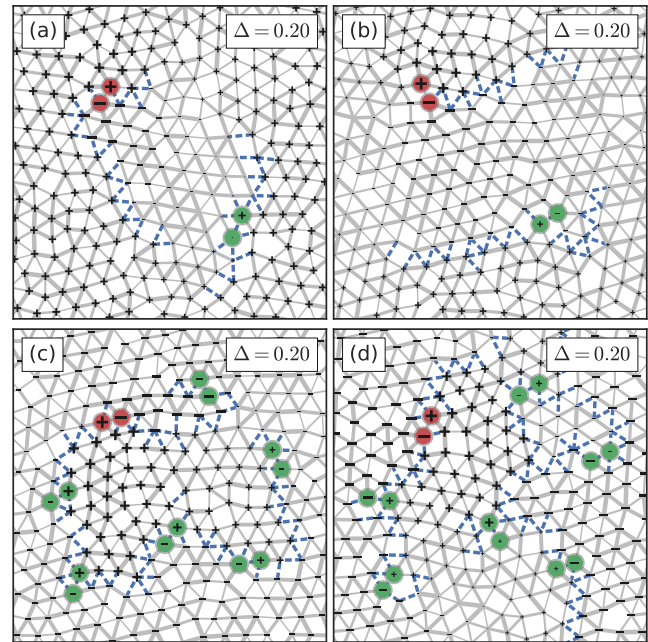 (a) Δ = 0.20
(b) Δ = 0.20
(c) Δ = 0.20
(d) Δ = 0.20